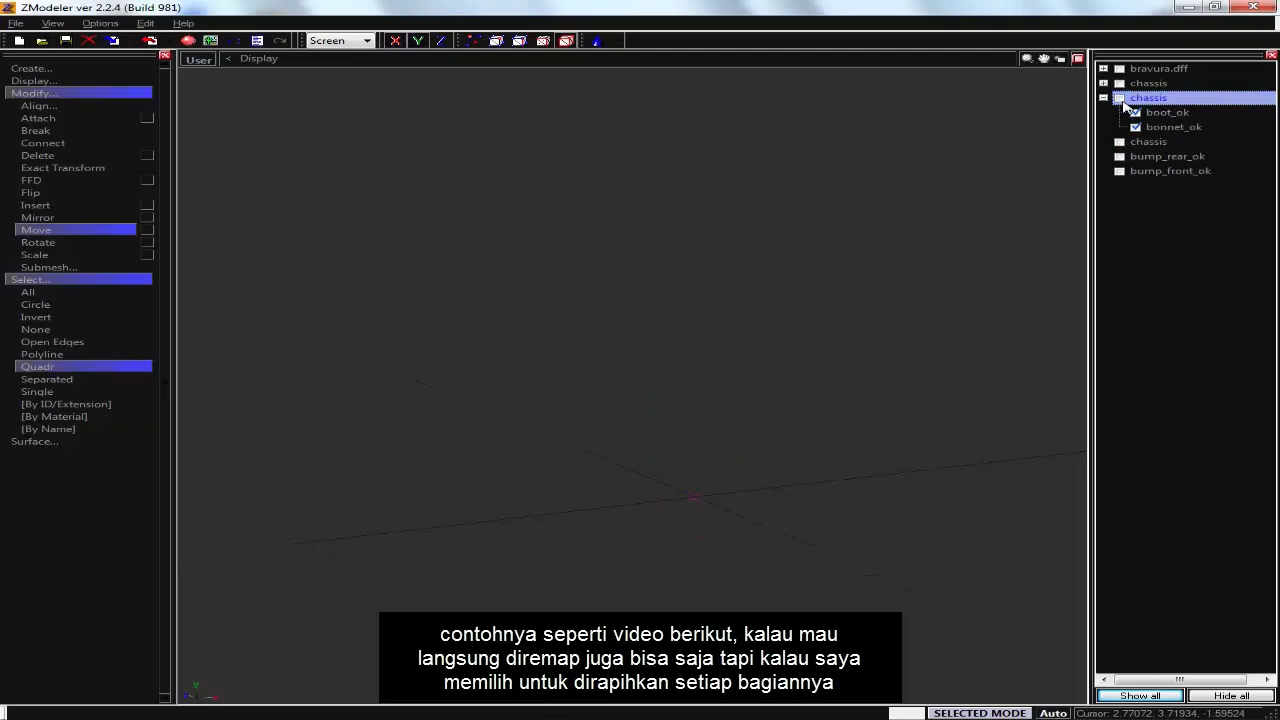 ZModeler ver 2.2.4 (Build 981)
File View Options Edit Help
Screen X Y Z
User < Display
Create...
Display...
Modify...
Align...
Attach
Break
Connect
Delete
Exact Transform
FFD
Flip
Insert
Mirror
Move
Rotate
Scale
Submesh...
Select...
All
Circle
Invert
None
Open Edges
Polyline
Quadr
Separated
Single
[By ID/Extension]
[By Material]
[By Name]
Surface...
bravura.dff
chassis
chassis
boot_ok
bonnet_ok
chassis
bump_rear_ok
bump_front_ok
y
contohnya seperti video berikut, kalau mau
langsung diremap juga bisa saja tapi kalau saya
memilih untuk dirapihkan setiap bagiannya
Show all Hide all
SELECTED MODE Auto Cursor: 2.77072, 3.71934, -1.59524